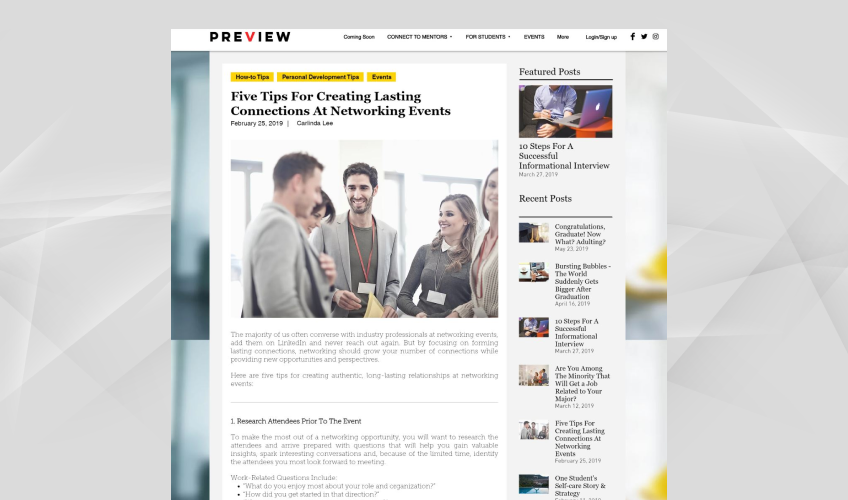 PREVIEW
Coming Soon
CONNECT TO MENTORS
FOR STUDENTS
EVENTS
More
Login/Sign up
How-to Tips
Personal Development Tips
Events
Five Tips For Creating Lasting
Connections At Networking Events
February 25, 2019 | Carlinda Lee
The majority of us often converse with industry professionals at networking events,
add them on LinkedIn and never reach out again. But by focusing on forming
lasting connections, networking should grow your number of connections while
providing new opportunities and perspectives.
Here are five tips for creating authentic, long-lasting relationships at networking
events:
1. Research Attendees Prior To The Event
To make the most out of a networking opportunity, you will want to research the
attendees and arrive prepared with questions that will help you gain valuable
insights, spark interesting conversations and, because of the limited time, identify
the attendees you most look forward to meeting.
Work-Related Questions Include:
• "What do you enjoy most about your role and organization?"
• "How did you get started in that direction?"
Featured Posts
10 Steps For A
Successful
Informational Interview
March 27, 2019
Recent Posts
Congratulations,
Graduate! Now
What? Adulting?
May 23, 2019
Bursting Bubbles -
The World
Suddenly Gets
Bigger After
Graduation
April 16, 2019
10 Steps For A
Successful
Informational
Interview
March 27, 2019
Are You Among
The Minority That
Will Get a Job
Related to Your
Major?
March 12, 2019
Five Tips For
Creating Lasting
Connections At
Networking
Events
February 25, 2019
One Student's
Self-care Story &
Strategy